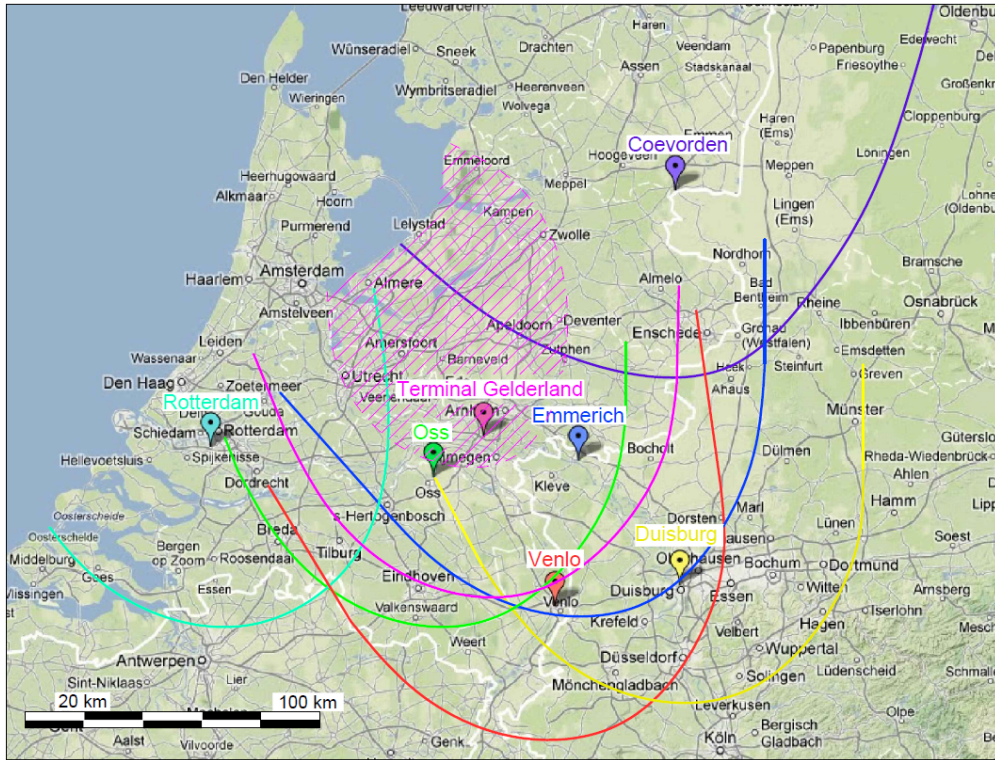 Leeuwarden
Oldenburg
Haren
Drachten
Veendam
Edewecht
Wünseradiel
Sneek
Papenburg
Assen
Stadskanaal
Friesoythe
Den Helder
Wymbritseradiel
Heerenveen
Wieringen
Wolvega
Cloppenburg
Haren
(Ems)
Emmen
Coevorden
Hoogeveen
Löningen
Emmeloord
Meppen
Heerhugowaard
Meppel
Alkmaar
Hoorn
Lingen
(Ems)
Kampen
Purmerend
Lelystad
Zwolle
Nordhorn
Haarlem
Amsterdam
Bramsche
Almere
Almelo
Bad
Bentheim
Rheine
Osnabrück
Amstelveen
Apeldoorn
Deventer
Enschede
Gronau
(Westfalen)
Ibbenbüren
Leiden
Amersfoort
Wassenaar
Barneveld
Zutphen
Emsdetten
Den Haag
Zoetermeer
Utrecht
Heek
Steinfurt
Greven
Ahaus
Terminal Gelderland
Rotterdam
Gouda
Arnhem
Emmerich
Münster
Schiedam
Rotterdam
Oss
Bocholt
Hellevoetsluis
Spijkenisse
Dülmen
Rheda-Wiedenbrück
Dordrecht
Kleve
Ahlen
Oss
Hamm
Oosterscheide
s-Hertogenbosch
Marl
Oosterschelde
Breda
Dorsten
Lünen
Middelburg
Bergen
op Zoom
Roosendaal
Tilburg
Duisburg
Soest
Goes
Venlo
Bochum
Dortmund
Vlissingen
Essen
Eindhoven
Duisburg
Witten
Arnsberg
Essen
Valkenswaard
Venlo
Hagen
Iserlohn
Krefeld
Velbert
Weert
Wuppertal
Antwerpen
Düsseldorf
Lüdenscheid
Sint-Niklaas
Lier
Mönchengladbach
Solingen
20 km
100 km
Leverkusen
Olpe
Bergisch
Gladbach
Aalst
Vilvoorde
Genk
Köln